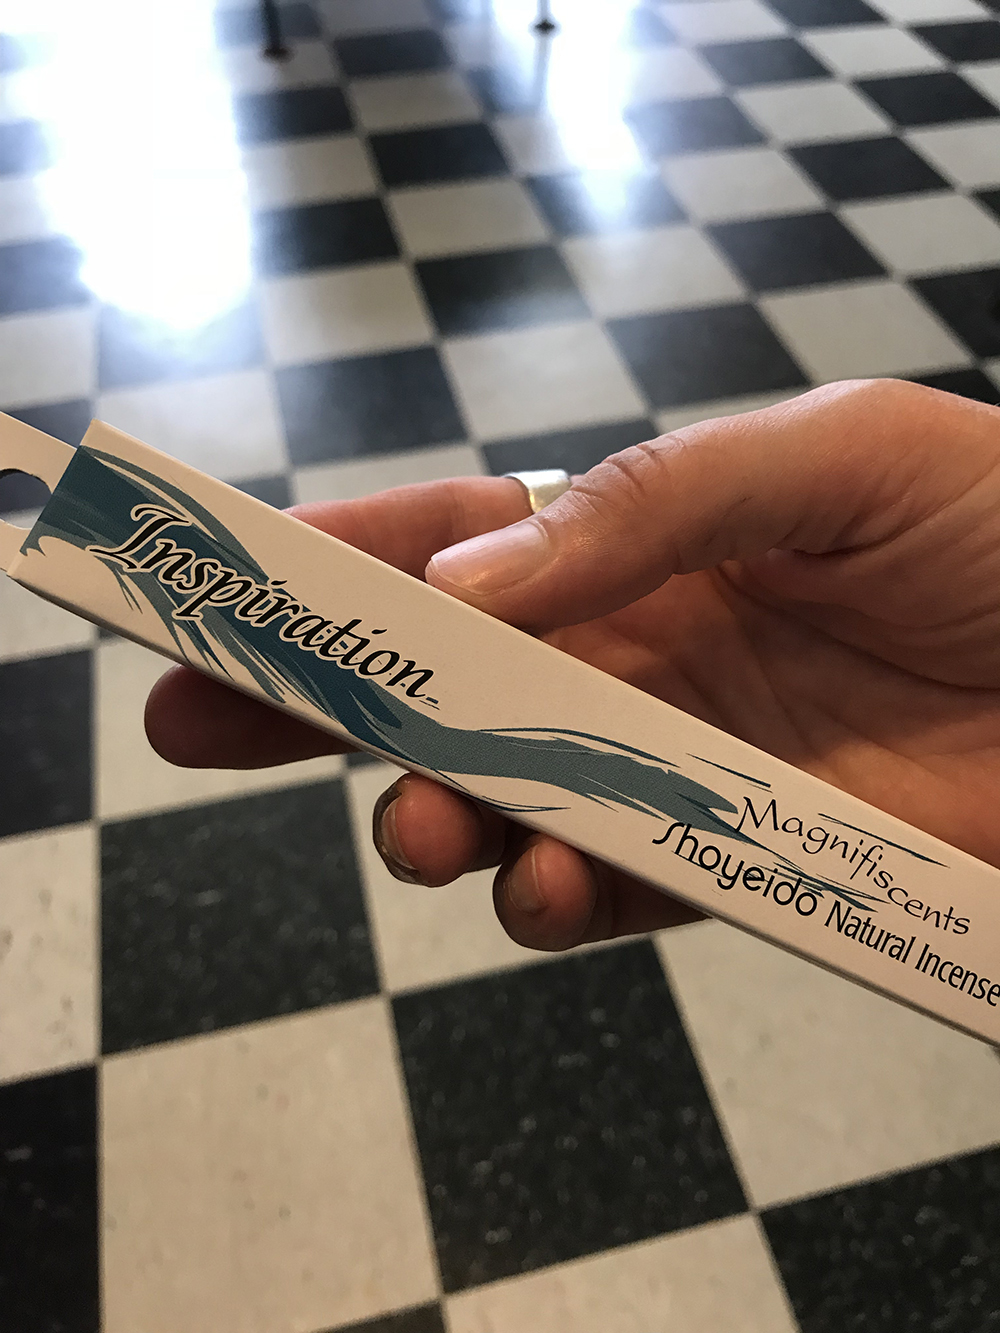 Inspiration
Magnifiscents
Shoyeido Natural Incense